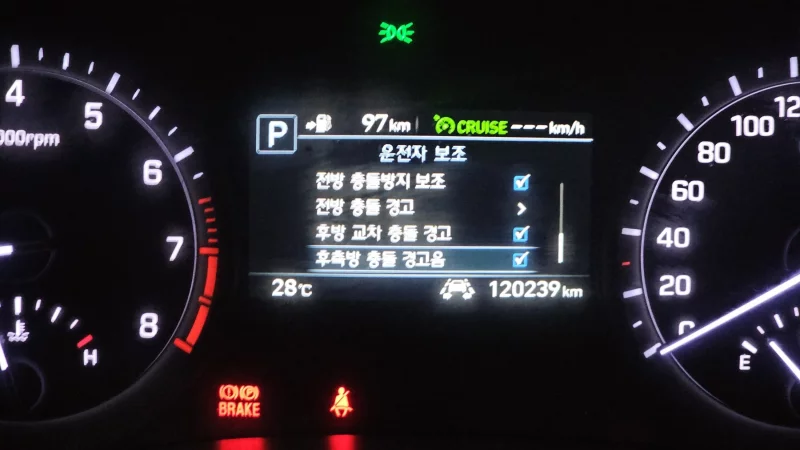 P
97 km
CRUISE ---km/h
운전자 보조
전방 충돌방지 보조
전방 충돌 경고
후방 교차 충돌 경고
후측방 충돌 경고음
28°C
120239 km
4
5
6
7
8
000rpm
H
BRAKE
12
100
80
60
40
20
0
E